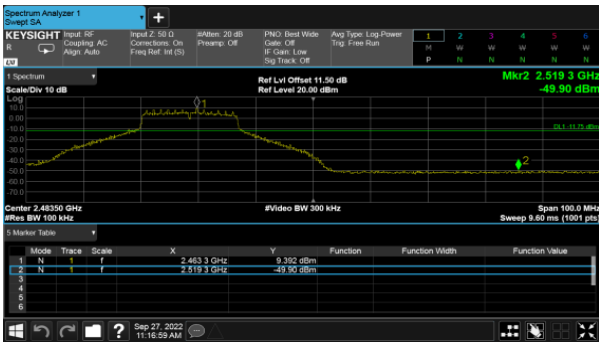 Spectrum Analyzer 1
Swept SA
+
KEYSIGHT Input: RF Input Z: 50 Ω #Atten: 20 dB PNO: Best Wide Avg Type: Log-Power 1 2 3 4 5 6
R Coupling: AC Corrections: On Preamp: Off Gate: Off Trig: Free Run M W W W W W
Align: Auto Freq Ref: Int (S) IF Gain: Low P N N N N N
LXI Sig Track: Off
1 Spectrum Ref Lvl Offset 11.50 dB Mkr2 2.519 3 GHz
Scale/Div 10 dB Ref Level 20.00 dBm -49.90 dBm
Log
10.0 1
0.00
-10.0 DL1 -11.75 dBm
-20.0
-30.0
-40.0
-50.0 2
-60.0
-70.0
Center 2.48350 GHz #Video BW 300 kHz Span 100.0 MHz
#Res BW 100 kHz Sweep 9.60 ms (1001 pts)
5 Marker Table
Mode Trace Scale X Y Function Function Width Function Value
1 N 1 f 2.463 3 GHz 9.392 dBm
2 N 1 f 2.519 3 GHz -49.90 dBm
3
4
5
6
? Sep 27, 2022
11:16:59 AM